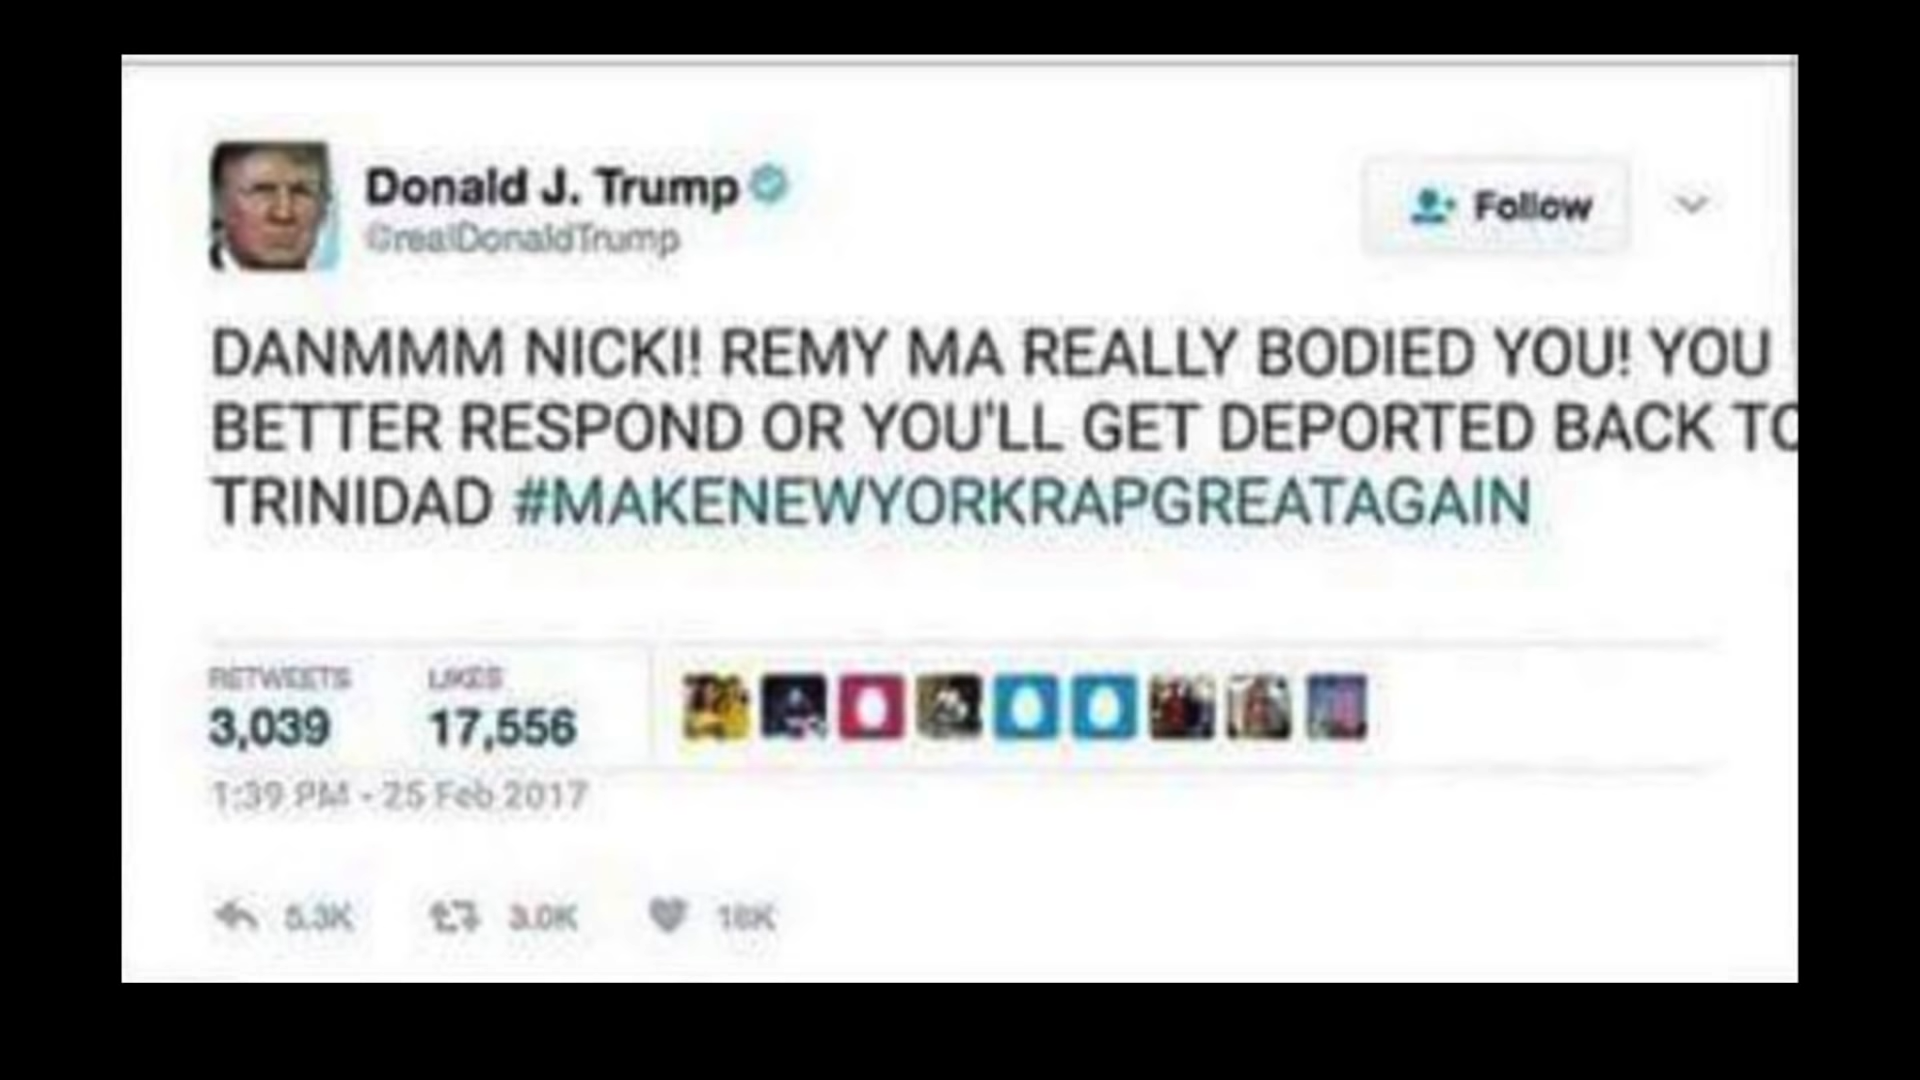 Donald J. Trump
@realDonaldTrump
Follow
DANMMM NICKI! REMY MA REALLY BODIED YOU! YOU
BETTER RESPOND OR YOU'LL GET DEPORTED BACK TO
TRINIDAD #MAKENEWYORKRAPGREATAGAIN
RETWEETS LIKES
3,039 17,556
1:39 PM - 25 Feb 2017
5.3K 3.0K 18K